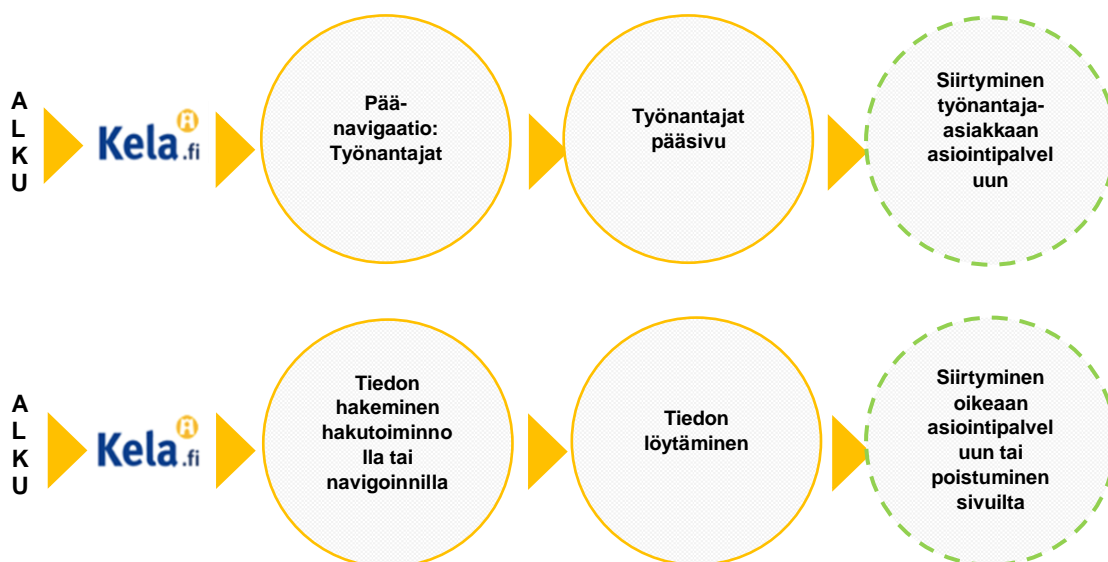 A
L
K
U
Kela.fi
Pää-
navigaatio:
Työnantajat
Työnantajat
pääsivu
Siirtyminen
työnantaja-
asiakkaan
asiointipalvel
uun
A
L
K
U
Kela.fi
Tiedon
hakeminen
hakutoiminno
lla tai
navigoinnilla
Tiedon
löytäminen
Siirtyminen
oikeaan
asiointipalvel
uun tai
poistuminen
sivuilta